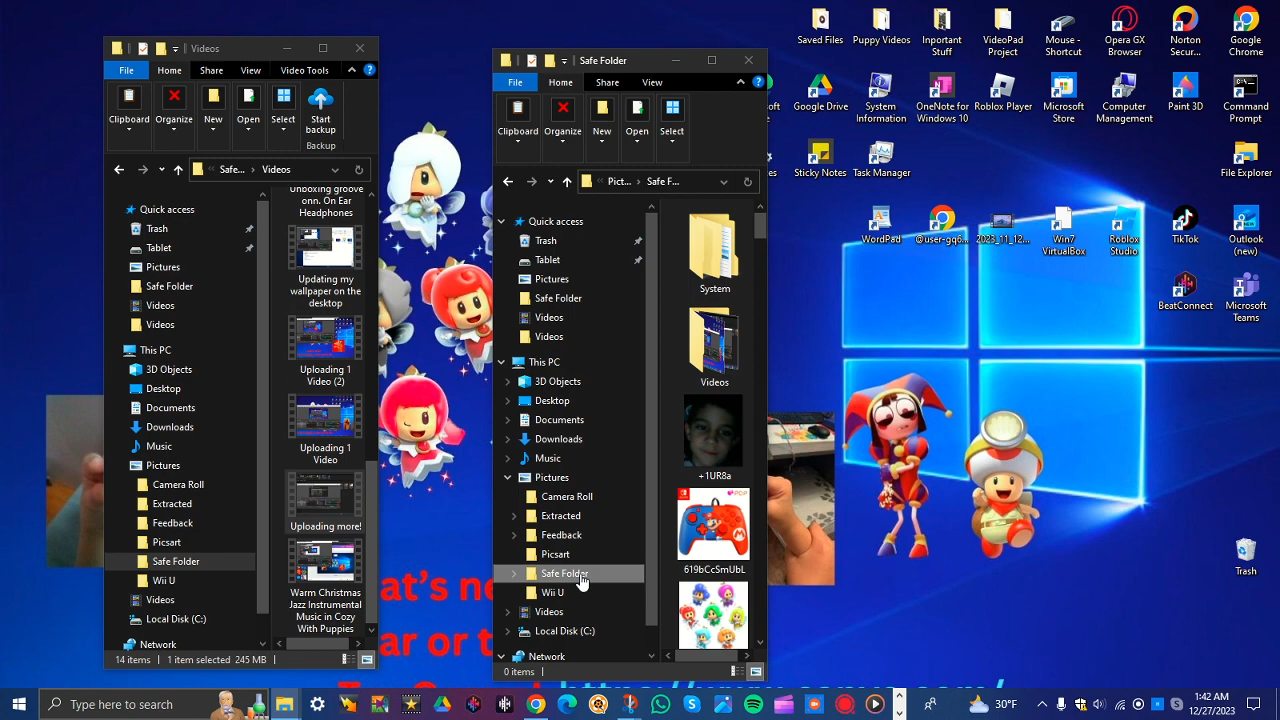 Videos
File Home Share View Video Tools
Clipboard Organize New Open Select Start backup
Backup
Safe... Videos
Quick access
Trash
Tablet
Pictures
Safe Folder
Videos
Videos
This PC
3D Objects
Desktop
Documents
Downloads
Music
Pictures
Camera Roll
Extracted
Feedback
Picsart
Safe Folder
Wii U
Videos
Local Disk (C:)
Network
Unboxing groove
onn. On Ear
Headphones
Updating my
wallpaper on the
desktop
Uploading 1
Video (2)
Uploading 1
Video
Uploading more!
Warm Christmas
Jazz Instrumental
Music in Cozy
With Puppies
14 items 1 item selected 245 MB
Safe Folder
File Home Share View
Clipboard Organize New Open Select
Pict... Safe F...
Quick access
Trash
Tablet
Pictures
Safe Folder
Videos
Videos
This PC
3D Objects
Desktop
Documents
Downloads
Music
Pictures
Camera Roll
Extracted
Feedback
Picsart
Safe Folder
Wii U
Videos
Local Disk (C:)
Network
System
Videos
+1UR8a
619bCcSmUbL
0 items
Saved Files
Puppy Videos
Inportant
Stuff
VideoPad
Project
Mouse -
Shortcut
Opera GX
Browser
Norton
Secur...
Google
Chrome
Google Drive
System
Information
OneNote for
Windows 10
Roblox Player
Microsoft
Store
Computer
Management
Paint 3D
Command
Prompt
Sticky Notes
Task Manager
File Explorer
WordPad
@user-gq6...
2023_11_12...
Win7
VirtualBox
Roblox
Studio
TikTok
Outlook
(new)
BeatConnect
Microsoft
Teams
Trash
at's ne
ar or t
Type here to search
30°F
1:42 AM
12/27/2023